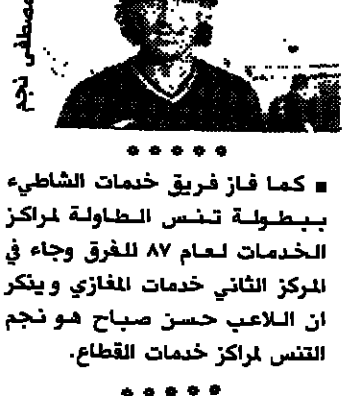 مصطفى نجم
■ كما فاز فريق خدمات الشاطيء
ببطولة تنس الطاولة لمراكز
الخدمات لعام ٨٧ للفرق وجاء في
المركز الثاني خدمات المغازي ويذكر
ان اللاعب حسن صباح هو نجم
التنس لمراكز خدمات القطاع.